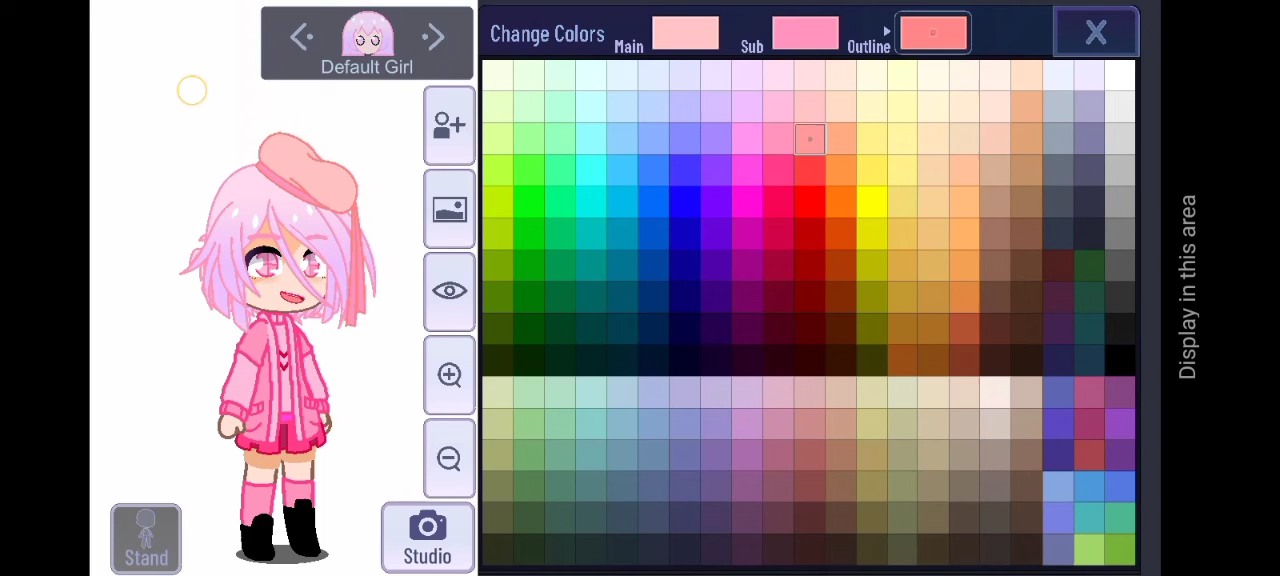 Default Girl
Change Colors Main Sub Outline X
Display in this area
Stand
Studio